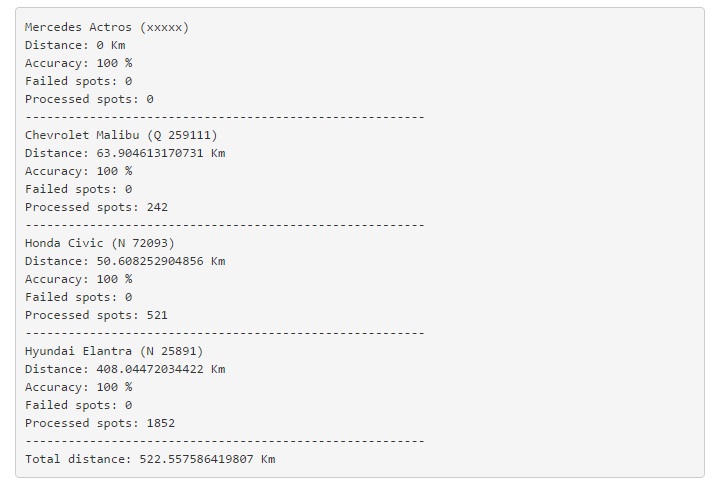 Mercedes Actros (xxxxx)
Distance: 0 Km
Accuracy: 100 %
Failed spots: 0
Processed spots: 0
--------------------------------------------------------
Chevrolet Malibu (Q 259111)
Distance: 63.904613170731 Km
Accuracy: 100 %
Failed spots: 0
Processed spots: 242
--------------------------------------------------------
Honda Civic (N 72093)
Distance: 50.608252904856 Km
Accuracy: 100 %
Failed spots: 0
Processed spots: 521
--------------------------------------------------------
Hyundai Elantra (N 25891)
Distance: 408.04472034422 Km
Accuracy: 100 %
Failed spots: 0
Processed spots: 1852
--------------------------------------------------------
Total distance: 522.557586419807 Km